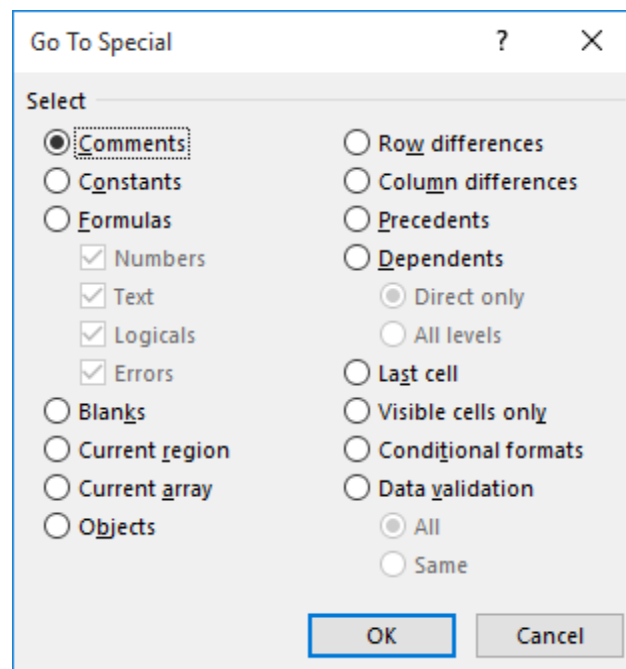 Go To Special
?
Select
Comments
Constants
Formulas
Numbers
Text
Logicals
Errors
Blanks
Current region
Current array
Objects
Row differences
Column differences
Precedents
Dependents
Direct only
All levels
Last cell
Visible cells only
Conditional formats
Data validation
All
Same
OK
Cancel